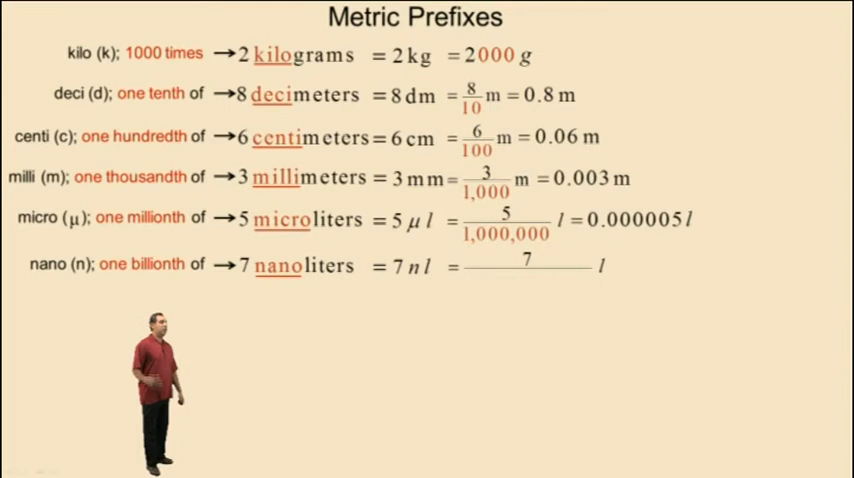 Metric Prefixes
kilo (k); 1000 times → 2 kilograms = 2 kg = 2000 g
deci (d); one tenth of → 8 decimeters = 8 dm = 8/10 m = 0.8 m
centi (c); one hundredth of → 6 centimeters = 6 cm = 6/100 m = 0.06 m
milli (m); one thousandth of → 3 millimeters = 3 mm = 3/1,000 m = 0.003 m
micro (μ); one millionth of → 5 microliters = 5 μl = 5/1,000,000 l = 0.000005 l
nano (n); one billionth of → 7 nanoliters = 7 nl = 7/ l